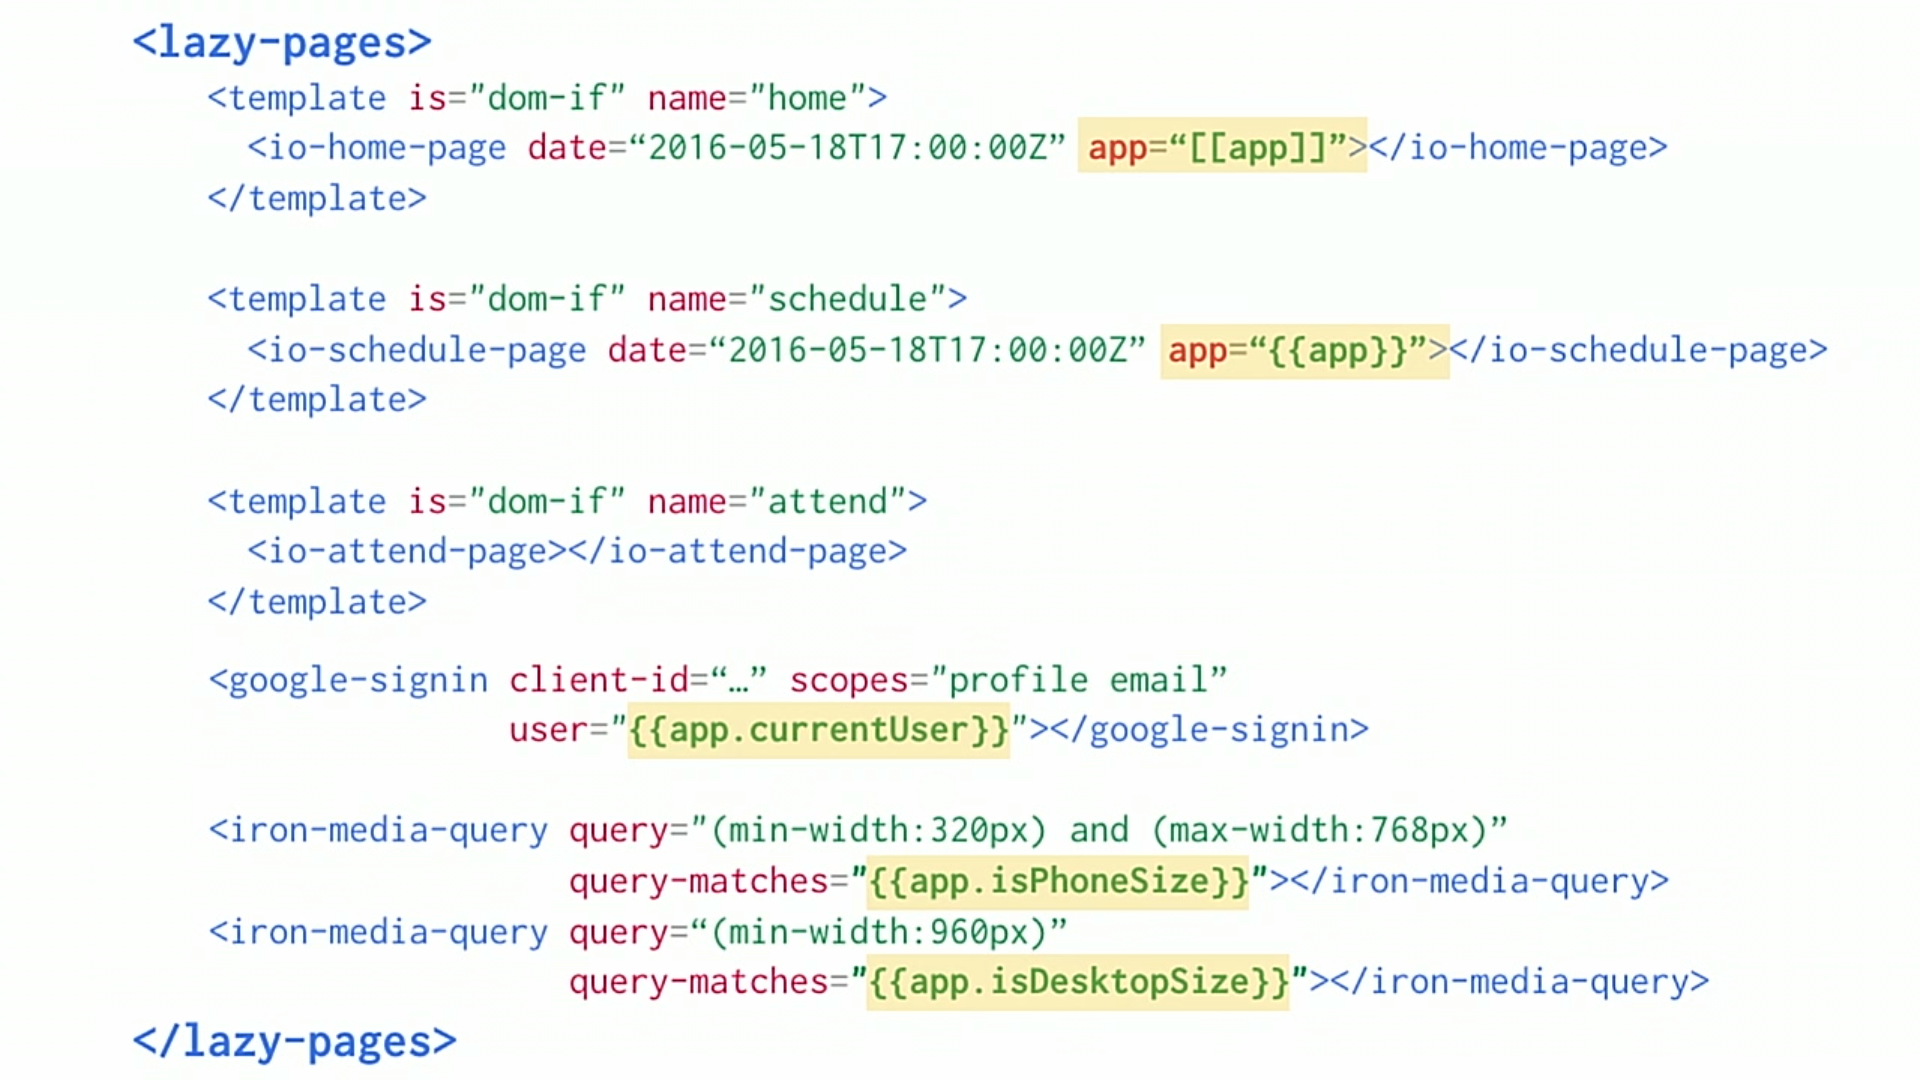 <lazy-pages>
<template is="dom-if” name="home">
<io-home-page date=“2016-05-18T17:00:00Z” app=“[[app]]”></io-home-page>
</template>
<template is="dom-if” name="schedule">
<io-schedule-page date=“2016-05-18T17:00:00Z” app=“{{app}}”></io-schedule-page>
</template>
<template is="dom-if” name="attend">
<io-attend-page></io-attend-page>
</template>
<google-signin client-id=“…” scopes="profile email”
user="{{app.currentUser}}"></google-signin>
<iron-media-query query="(min-width:320px) and (max-width:768px)”
query-matches="{{app.isPhoneSize}}"></iron-media-query>
<iron-media-query query=“(min-width:960px)”
query-matches="{{app.isDesktopSize}}"></iron-media-query>
</lazy-pages>